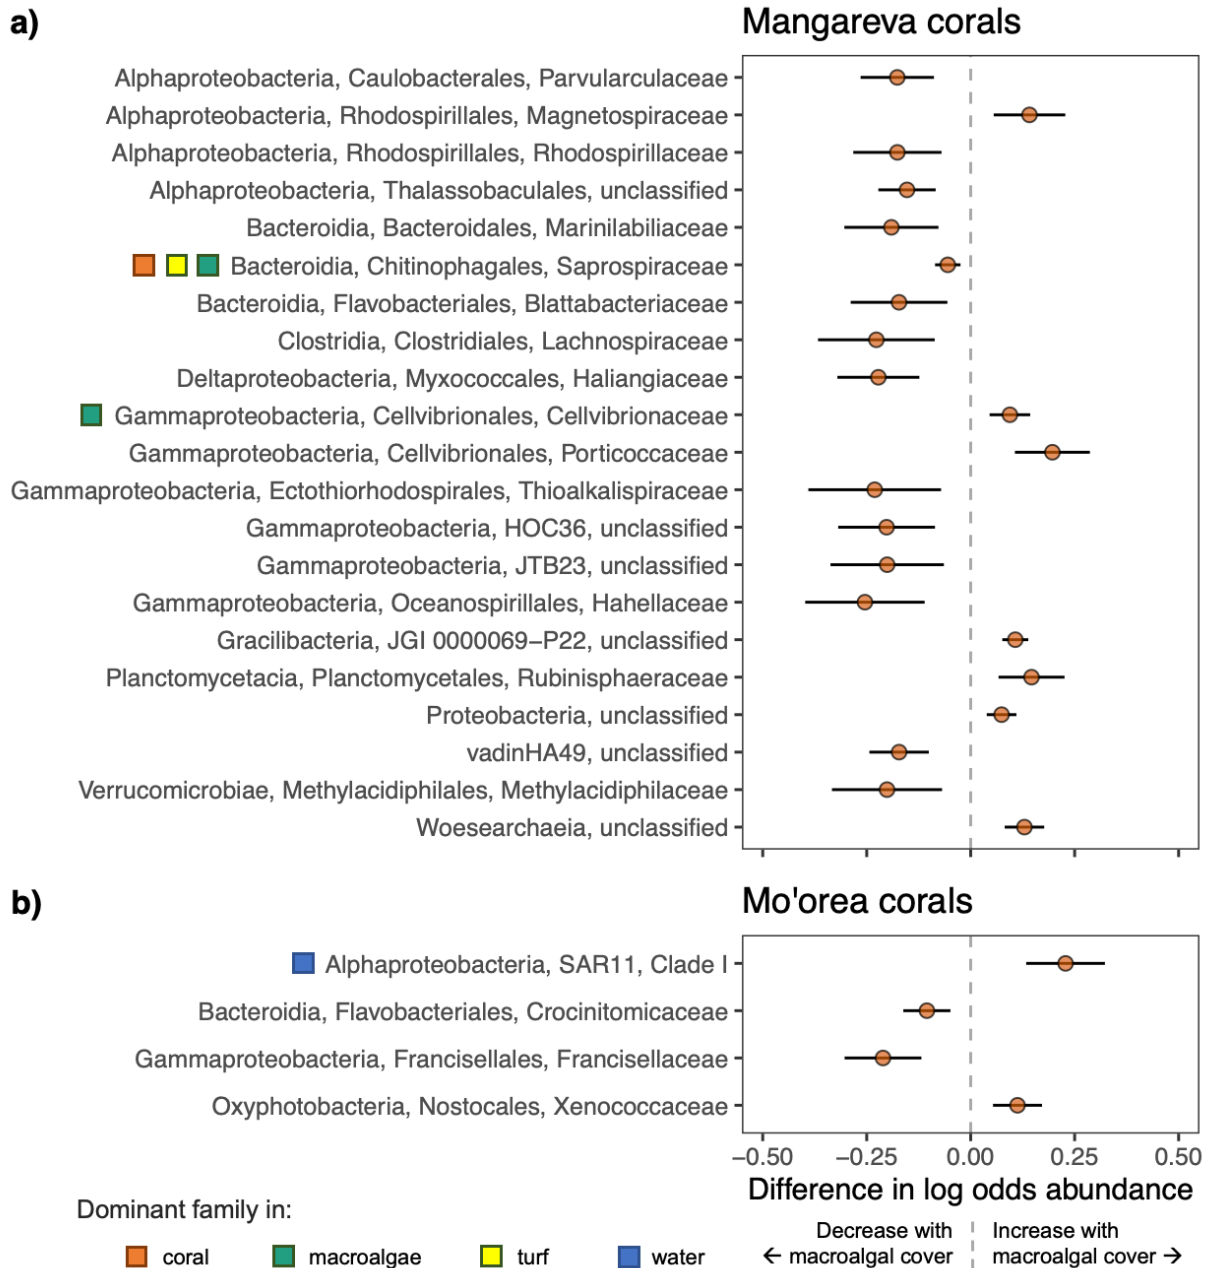 a)
Mangareva corals
Alphaproteobacteria, Caulobacterales, Parvularculaceae
Alphaproteobacteria, Rhodospirillales, Magnetospiraceae
Alphaproteobacteria, Rhodospirillales, Rhodospirillaceae
Alphaproteobacteria, Thalassobaculales, unclassified
Bacteroidia, Bacteroidales, Marinilabiliaceae
Bacteroidia, Chitinophagales, Saprospiraceae
Bacteroidia, Flavobacteriales, Blattabacteriaceae
Clostridia, Clostridiales, Lachnospiraceae
Deltaproteobacteria, Myxococcales, Haliangiaceae
Gammaproteobacteria, Cellvibrionales, Cellvibrionaceae
Gammaproteobacteria, Cellvibrionales, Porticoccaceae
Gammaproteobacteria, Ectothiorhodospirales, Thioalkalispiraceae
Gammaproteobacteria, HOC36, unclassified
Gammaproteobacteria, JTB23, unclassified
Gammaproteobacteria, Oceanospirillales, Hahellaceae
Gracilibacteria, JGI 0000069−P22, unclassified
Planctomycetacia, Planctomycetales, Rubinisphaeraceae
Proteobacteria, unclassified
vadinHA49, unclassified
Verrucomicrobiae, Methylacidiphilales, Methylacidiphilaceae
Woesearchaeia, unclassified
b)
Mo'orea corals
Alphaproteobacteria, SAR11, Clade I
Bacteroidia, Flavobacteriales, Crocinitomicaceae
Gammaproteobacteria, Francisellales, Francisellaceae
Oxyphotobacteria, Nostocales, Xenococcaceae
−0.50 −0.25 0.00 0.25 0.50
Difference in log odds abundance
Decrease with
← macroalgal cover
Increase with
macroalgal cover →
Dominant family in:
coral macroalgae turf water